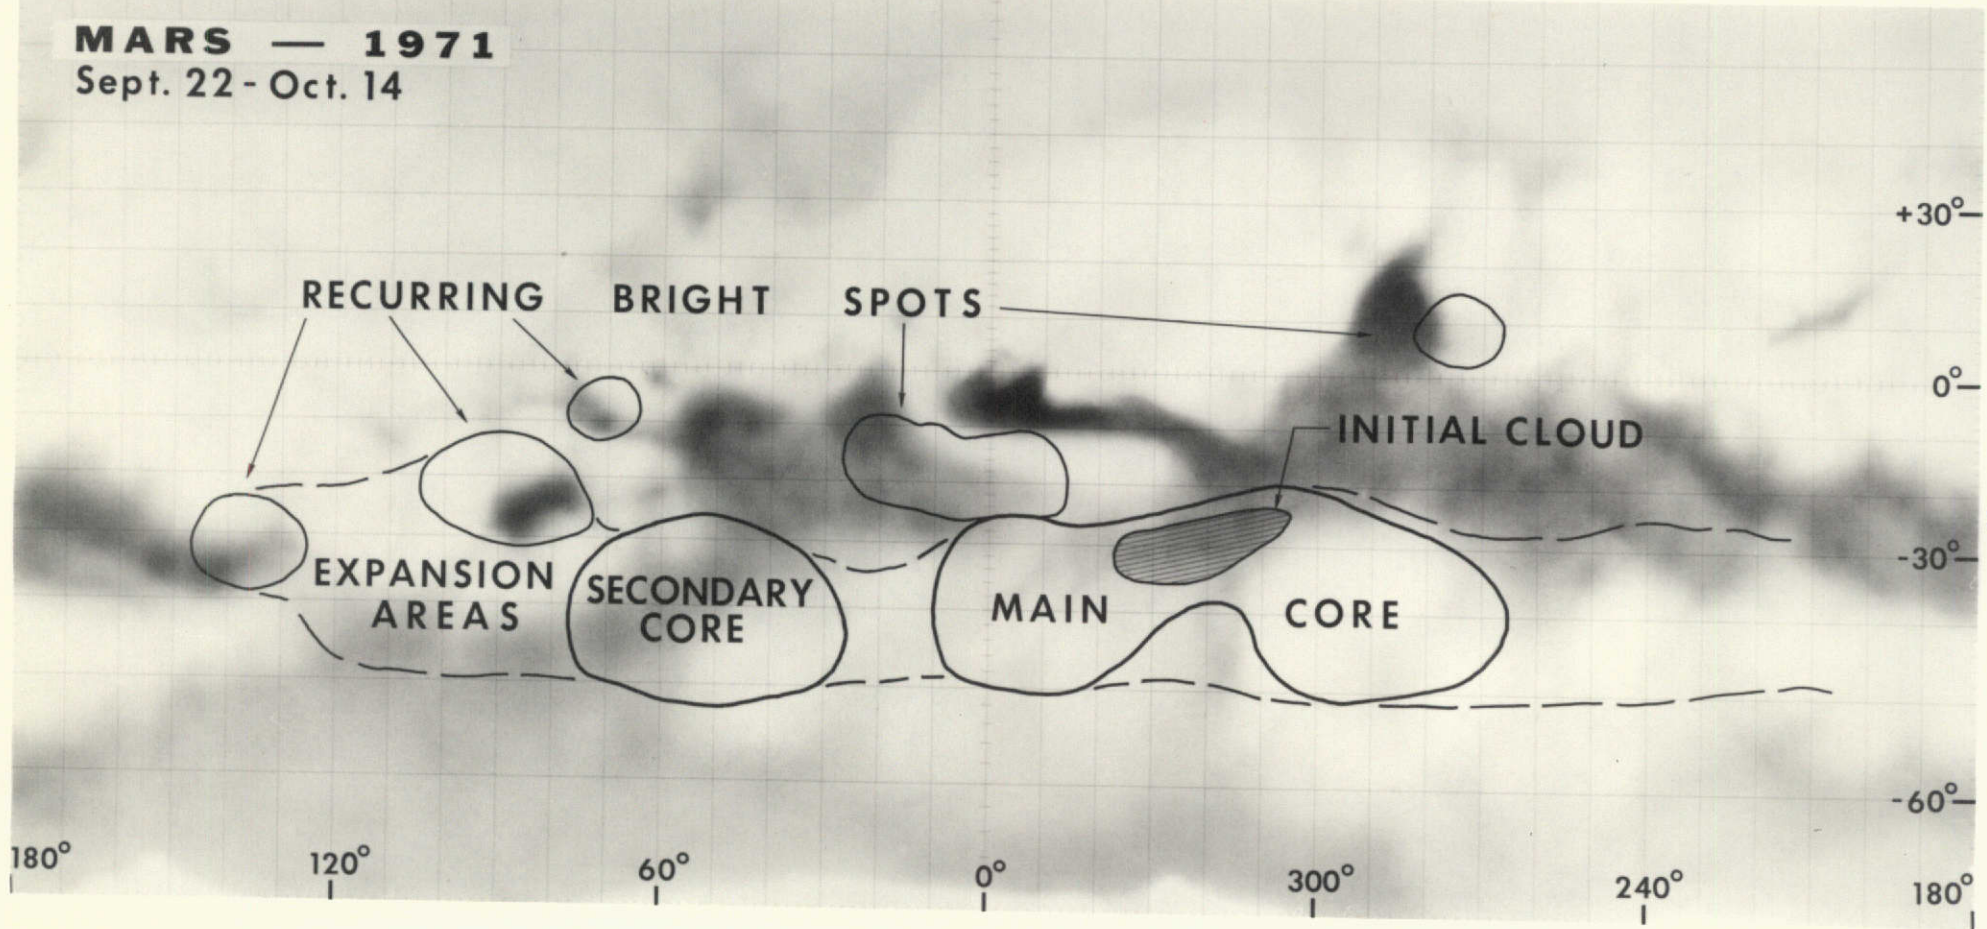 MARS — 1971
Sept. 22 - Oct. 14
+30°
RECURRING BRIGHT SPOTS
0°
INITIAL CLOUD
-30°
EXPANSION
AREAS
SECONDARY
CORE
MAIN CORE
-60°
180° 120° 60° 0° 300° 240° 180°